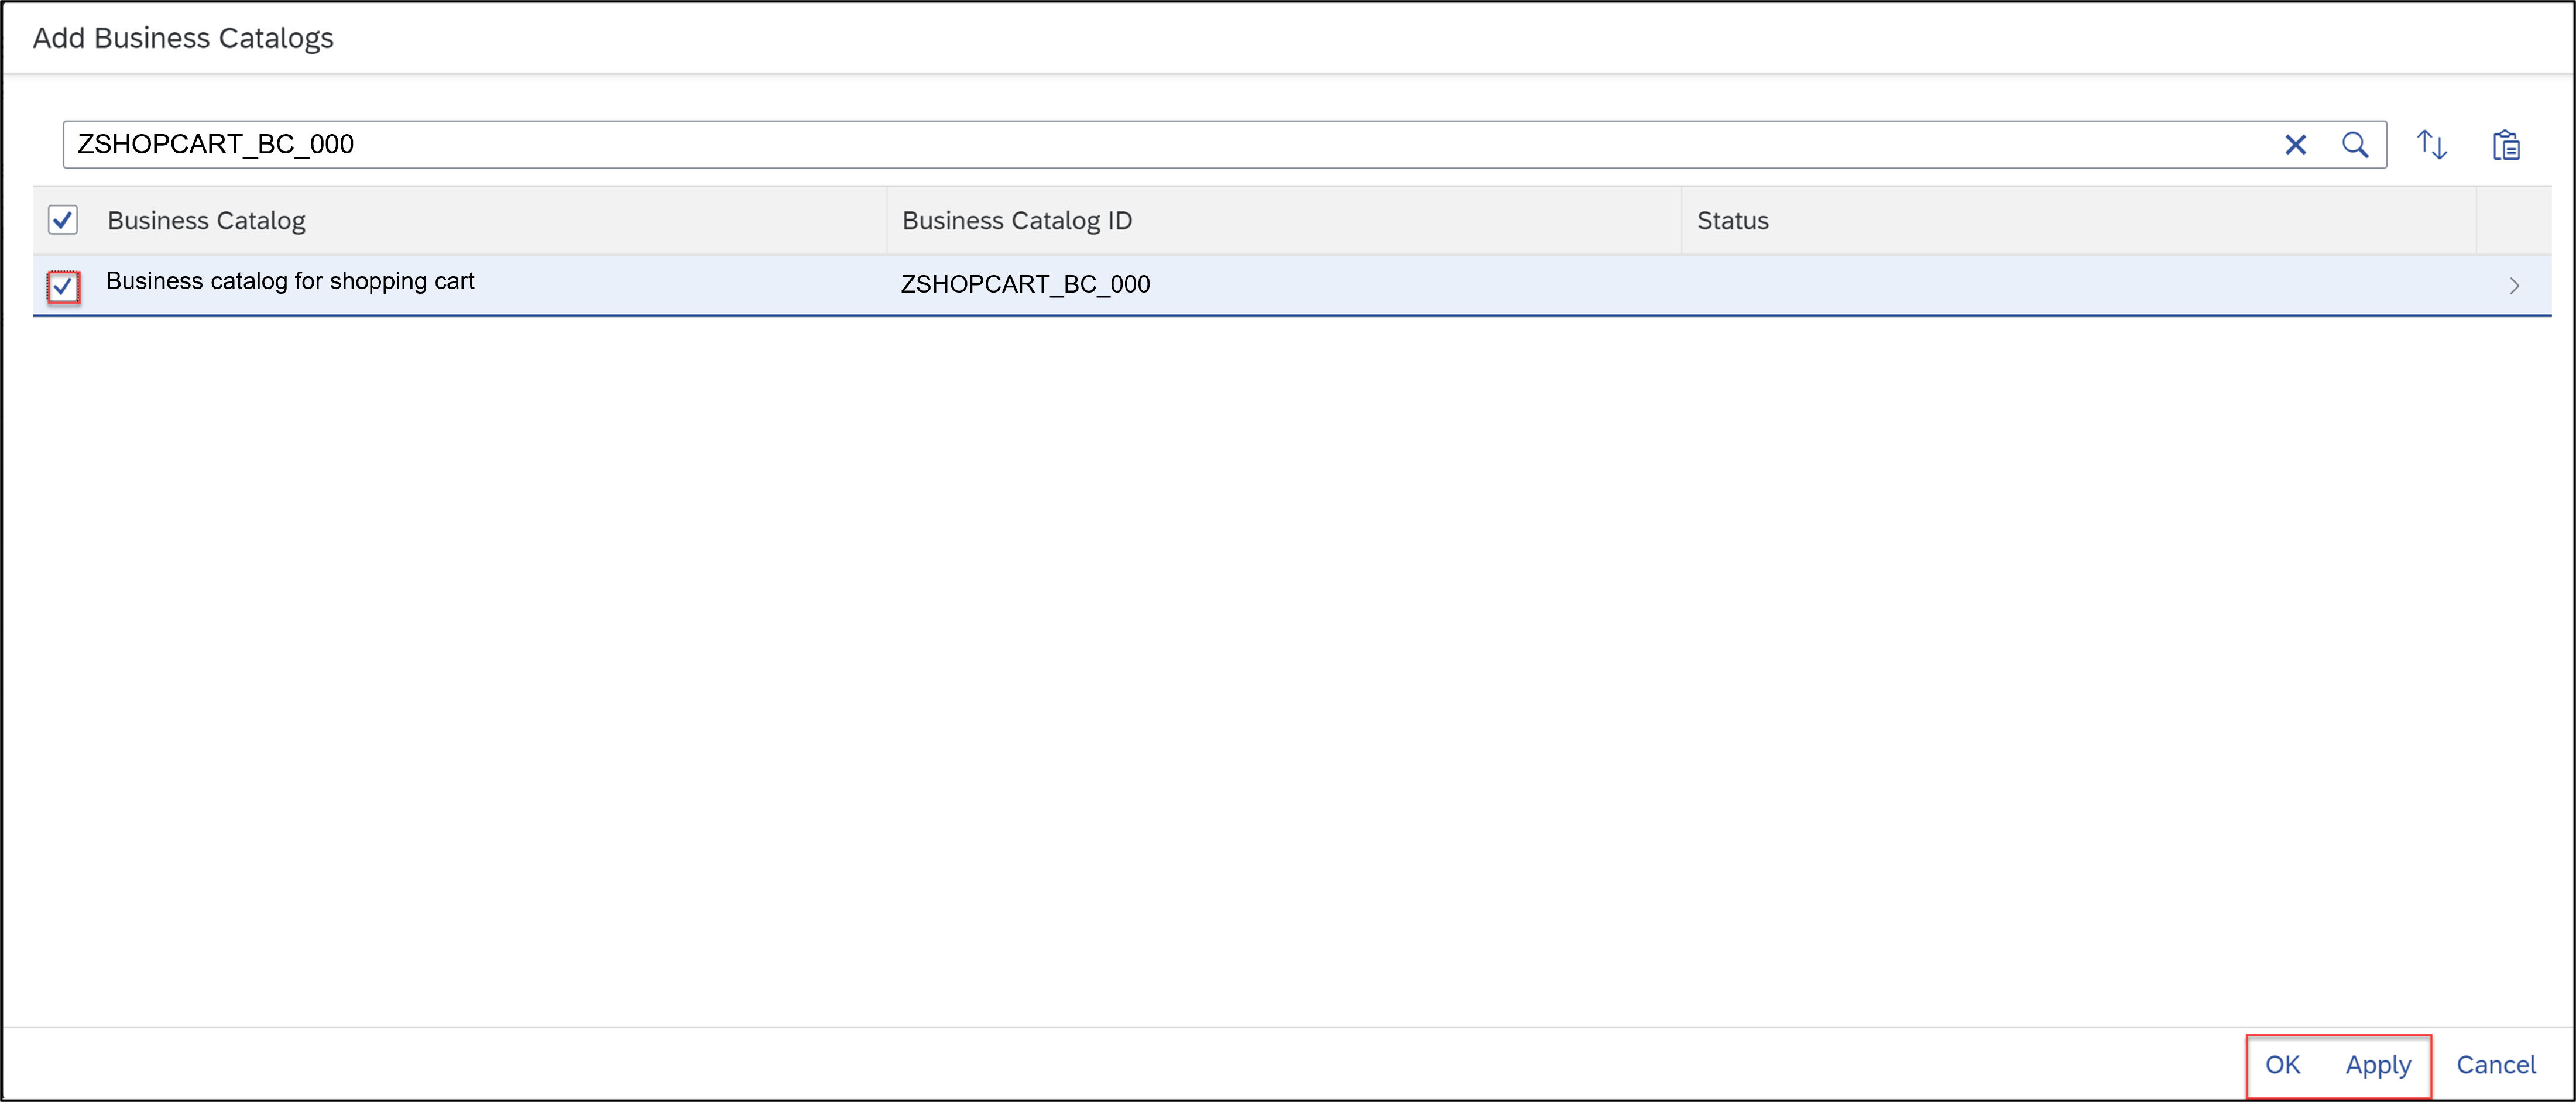 Add Business Catalogs
ZSHOPCART_BC_000
Business Catalog Business Catalog ID Status
Business catalog for shopping cart ZSHOPCART_BC_000
OK Apply Cancel